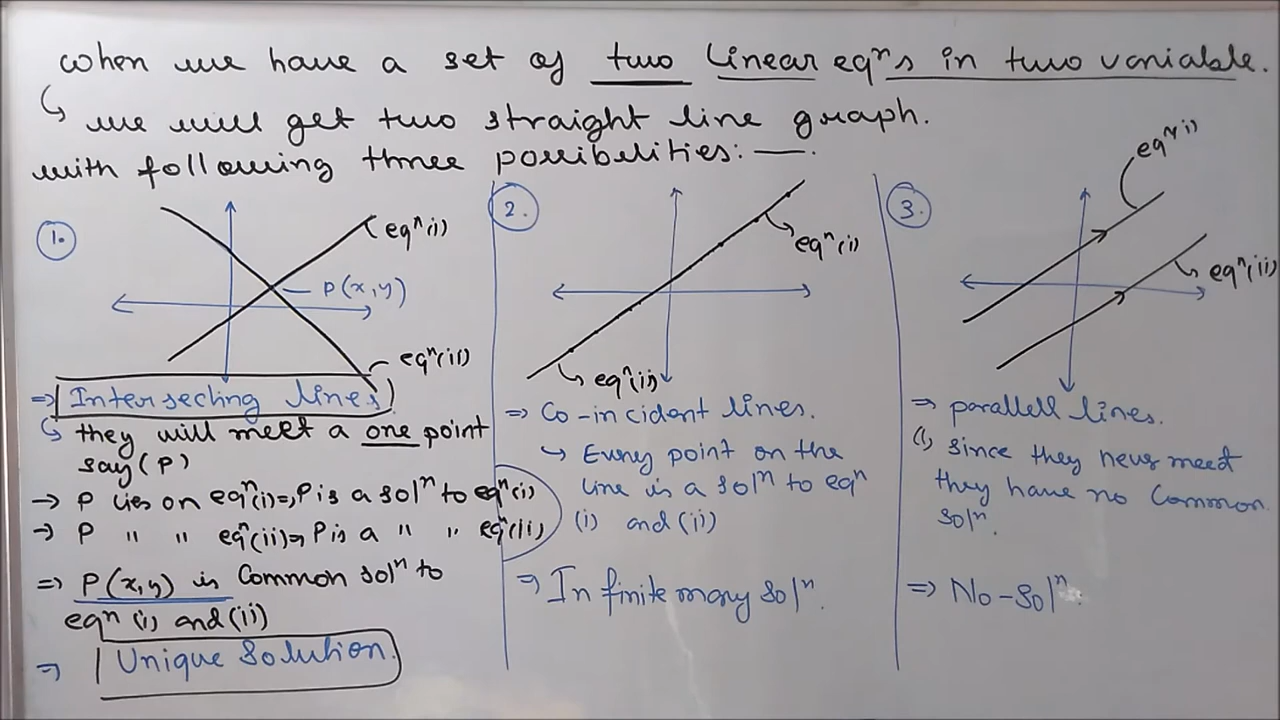 when we have a set of two linear eqⁿs in two variable.
↳ we will get two straight line graph.
with following three possibilities: —.
1.
eqⁿ(i)
P(x,y)
eqⁿ(ii)
⇒ Intersecting lines.
↳ they will meet a one point
say (P)
→ P lies on eqⁿ(i)⇒ P is a solⁿ to eqⁿ(i)
→ P " " eqⁿ(ii)⇒ P is a " " eqⁿ(ii)
⇒ P(x,y) is Common solⁿ to
eqⁿ (i) and (ii)
⇒ Unique Solution.
2.
eqⁿ(i)
eqⁿ(ii)
⇒ Co-incident lines.
↳ Every point on the
line is a solⁿ to eqⁿ
(i) and (ii)
⇒ Infinite many solⁿ.
3.
eqⁿ(i)
eqⁿ(ii)
⇒ parallell lines.
since they never meet
they have no Common
solⁿ.
⇒ No-Solⁿ.